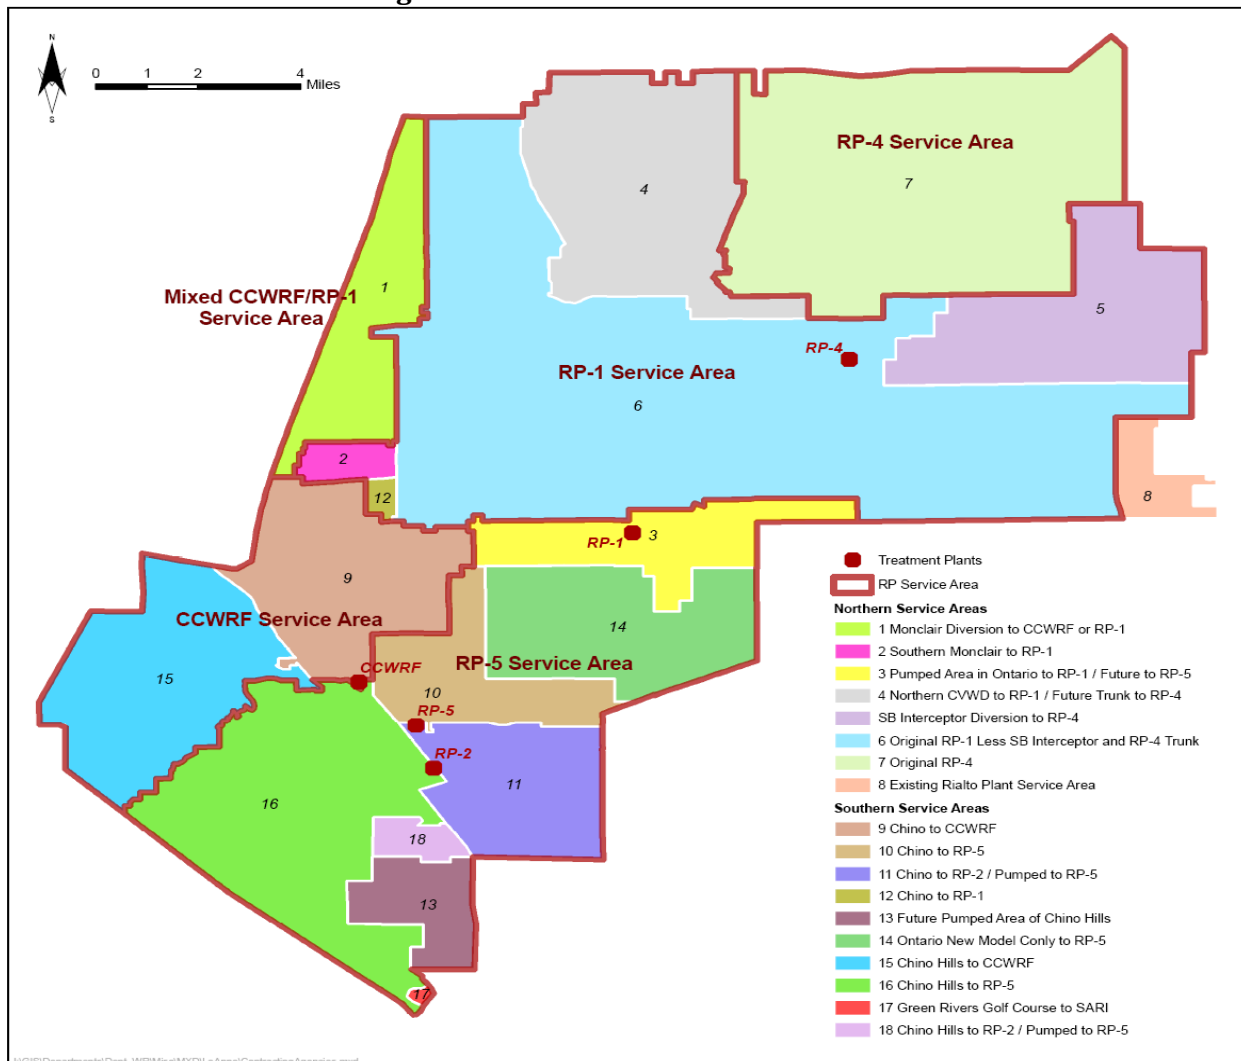 N
S
0 1 2 4
Miles
RP-4 Service Area
7
4
Mixed CCWRF/RP-1
Service Area
1
5
RP-4
RP-1 Service Area
6
2
12
8
RP-1
3
9
CCWRF Service Area
14
RP-5 Service Area
CCWRF
15
10
RP-5
RP-2
11
16
18
13
17
Treatment Plants
RP Service Area
Northern Service Areas
1 Monclair Diversion to CCWRF or RP-1
2 Southern Monclair to RP-1
3 Pumped Area in Ontario to RP-1 / Future to RP-5
4 Northern CVWD to RP-1 / Future Trunk to RP-4
SB Interceptor Diversion to RP-4
6 Original RP-1 Less SB Interceptor and RP-4 Trunk
7 Original RP-4
8 Existing Rialto Plant Service Area
Southern Service Areas
9 Chino to CCWRF
10 Chino to RP-5
11 Chino to RP-2 / Pumped to RP-5
12 Chino to RP-1
13 Future Pumped Area of Chino Hills
14 Ontario New Model Conly to RP-5
15 Chino Hills to CCWRF
16 Chino Hills to RP-5
17 Green Rivers Golf Course to SARI
18 Chino Hills to RP-2 / Pumped to RP-5